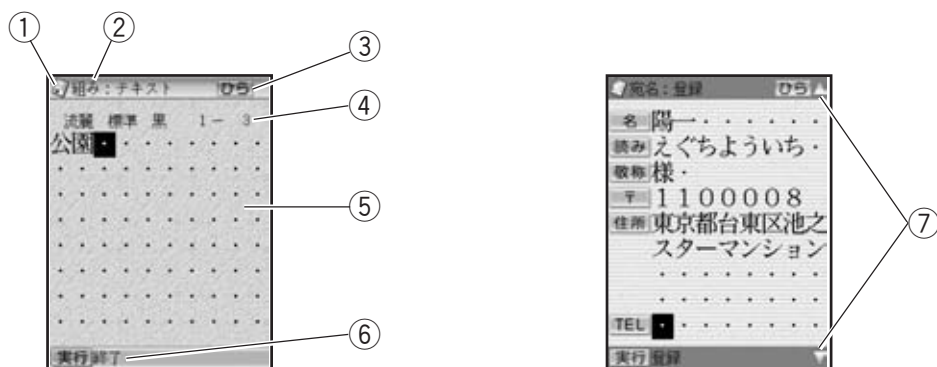 ① ② ③ ④ ⑤ ⑥
組み:テキスト ひら
流麗 標準 黒 1- 3
公園
実行 終了
⑦
宛名:登録 ひら
名 陽一
読み えぐちよういち
敬称 様
〒 1100008
住所 東京都台東区池之
スターマンション
TEL
実行 登録